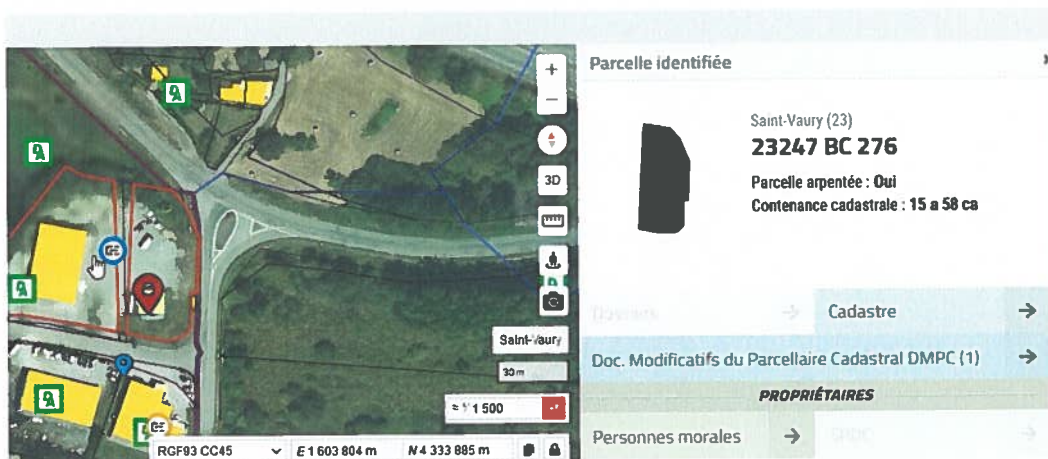 Parcelle identifiée
Saint-Vaury (23)
23247 BC 276
Parcelle arpentée : Oui
Contenance cadastrale : 15 a 58 ca
3D
Saint-Vaury
30 m
1 500
RGF93 CC45
E 1 603 804 m
N 4 333 885 m
Dossiers
Cadastre
Doc. Modificatifs du Parcellaire Cadastral DMPC (1)
PROPRIÉTAIRES
Personnes morales